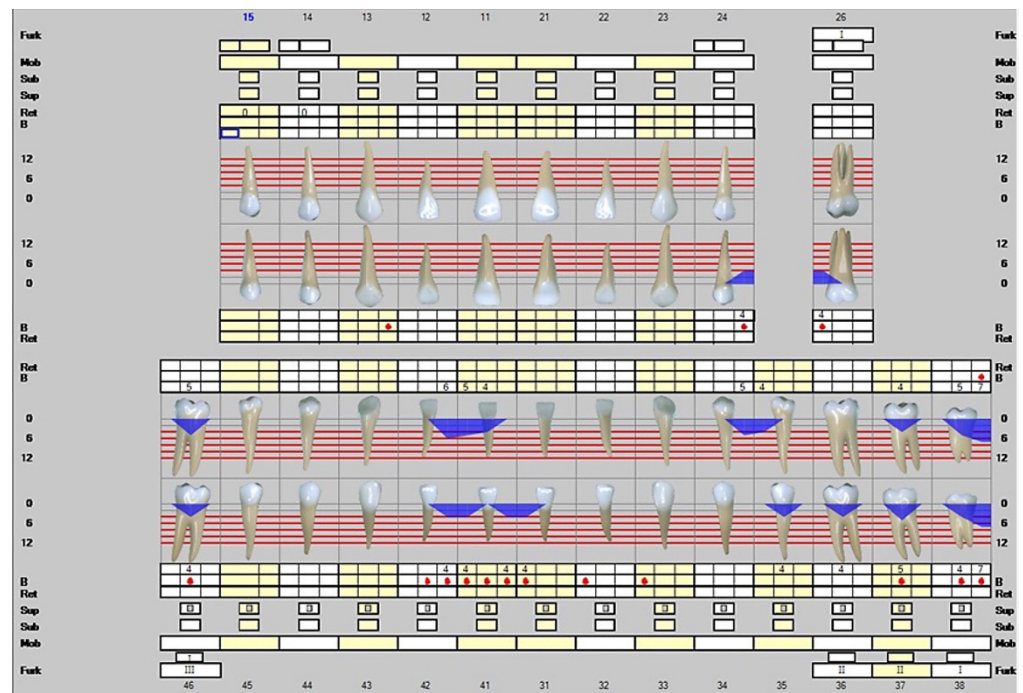 15 14 13 12 11 21 22 23 24 26
Furk I Furk
Mob Mob
Sub Sub
Sup Sup
Ret 0 0 Ret
B B
12 12
6 6
0 0
12 12
6 6
0 0
4 4
B B
Ret Ret
Ret Ret
B B
5 6 5 4 5 4 4 5 7
0 0
6 6
12 12
0 0
6 6
12 12
4 4 4 4 4 4 4 5 4 7
B B
Ret Ret
Sup Sup
Sub Sub
Mob Mob
I
Furk III II II I Furk
46 45 44 43 42 41 31 32 33 34 35 36 37 38